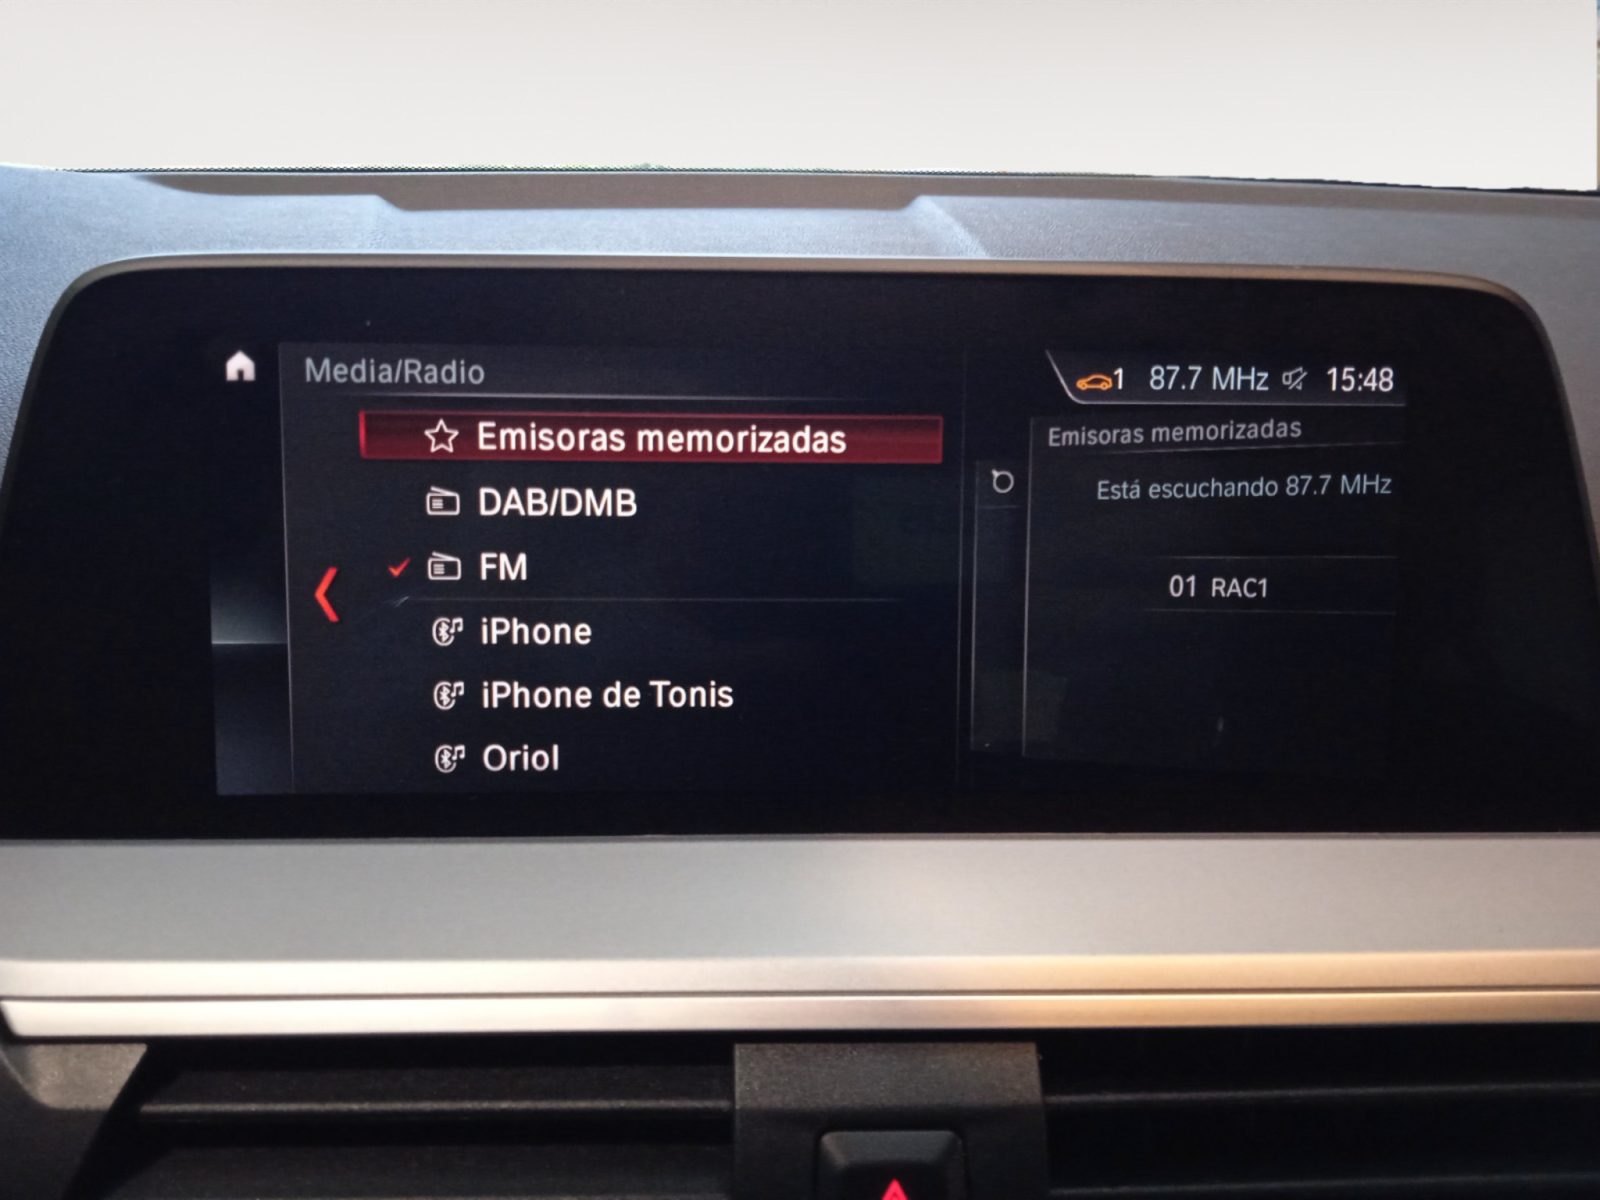 Media/Radio
1 87.7 MHz 15:48
Emisoras memorizadas
DAB/DMB
FM
iPhone
iPhone de Tonis
Oriol
Emisoras memorizadas
Está escuchando 87.7 MHz
01 RAC1